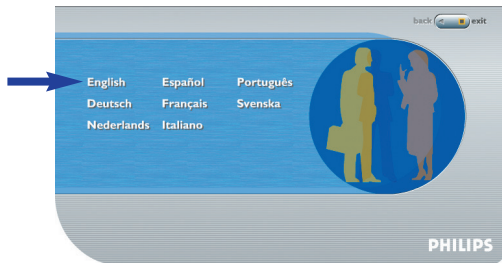 back exit
English Español Português
Deutsch Français Svenska
Nederlands Italiano
PHILIPS